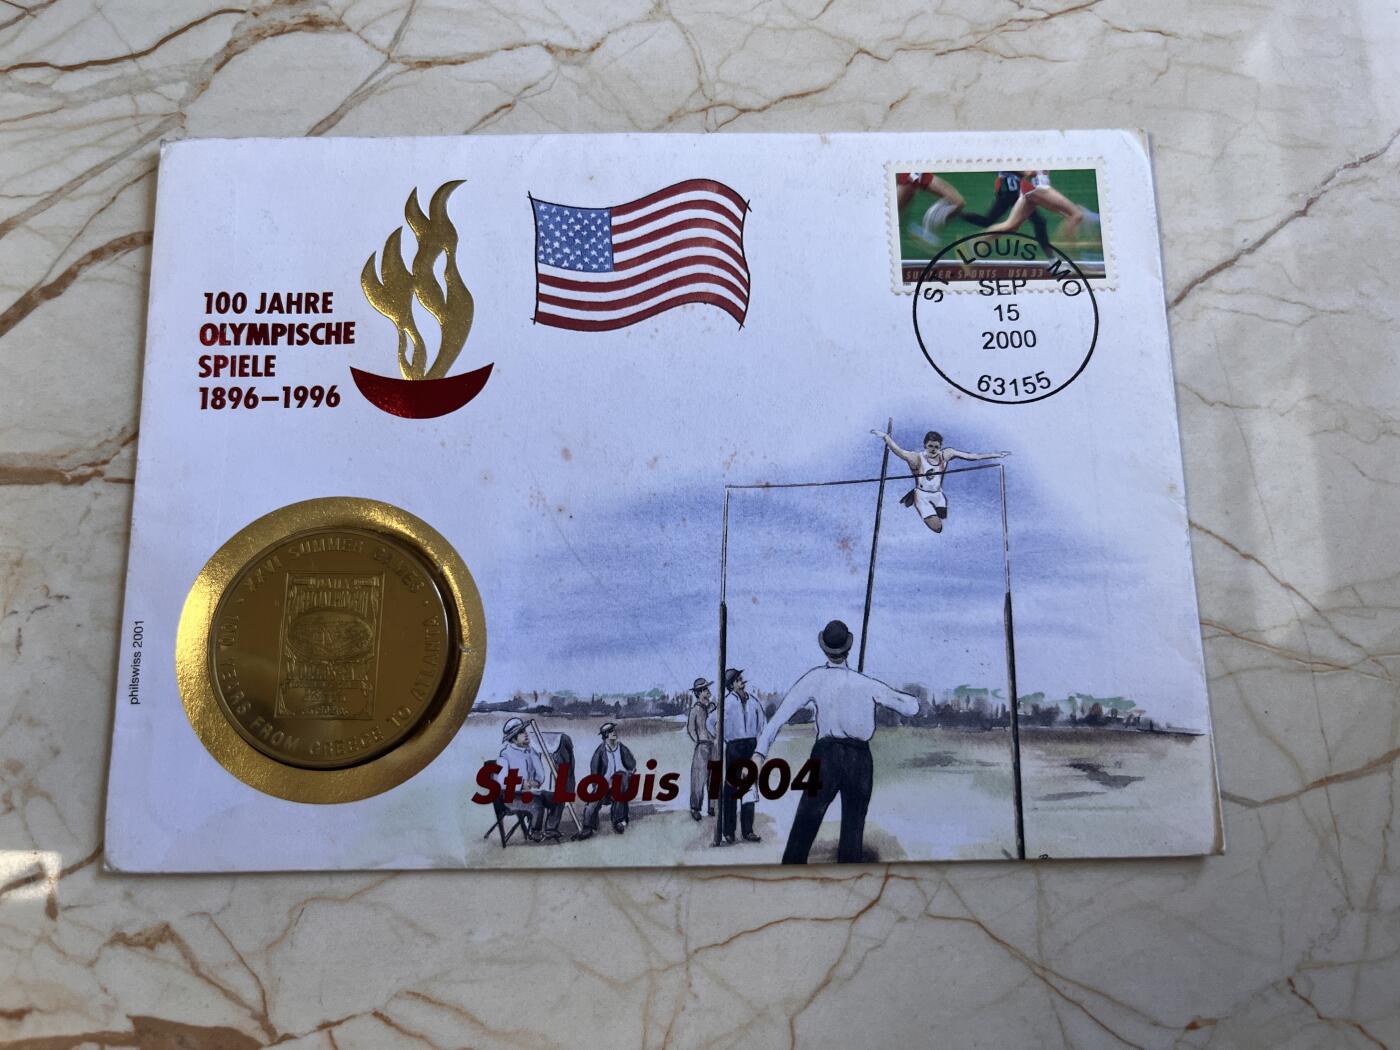 100 JAHRE
OLYMPISCHE
SPIELE
1896–1996
SUMMER SPORTS USA 33
ST LOUIS MO
SEP
15
2000
63155
XXVI SUMMER GAMES · ATLANTA
100 YEARS FROM GREECE TO
philswiss 2001
St. Louis 1904